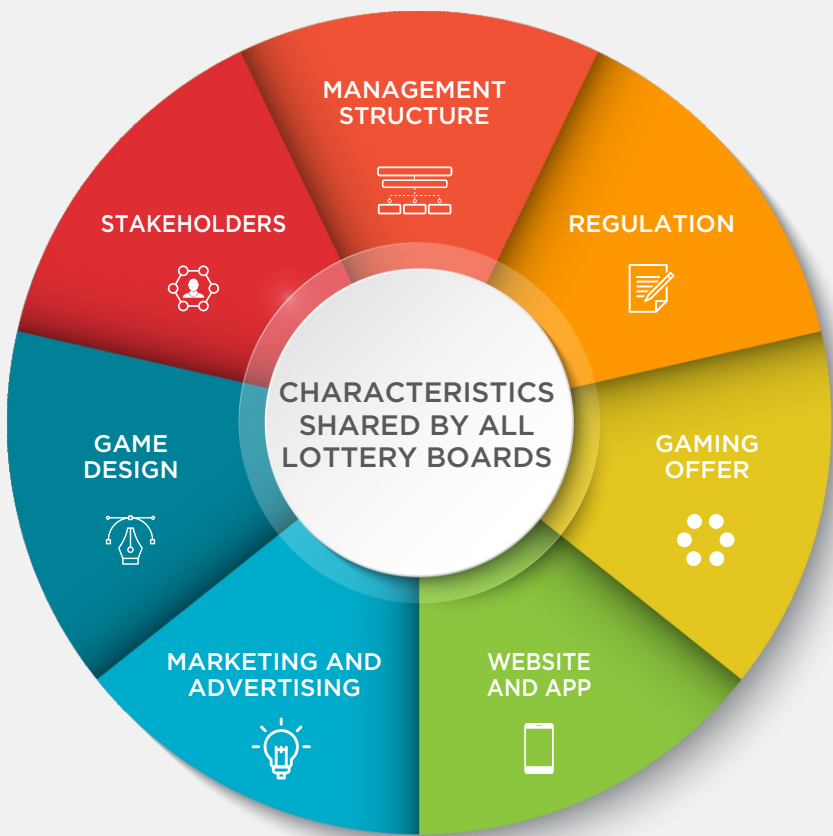 MANAGEMENT
STRUCTURE
STAKEHOLDERS
REGULATION
CHARACTERISTICS
SHARED BY ALL
LOTTERY BOARDS
GAME
DESIGN
GAMING
OFFER
MARKETING AND
ADVERTISING
WEBSITE
AND APP